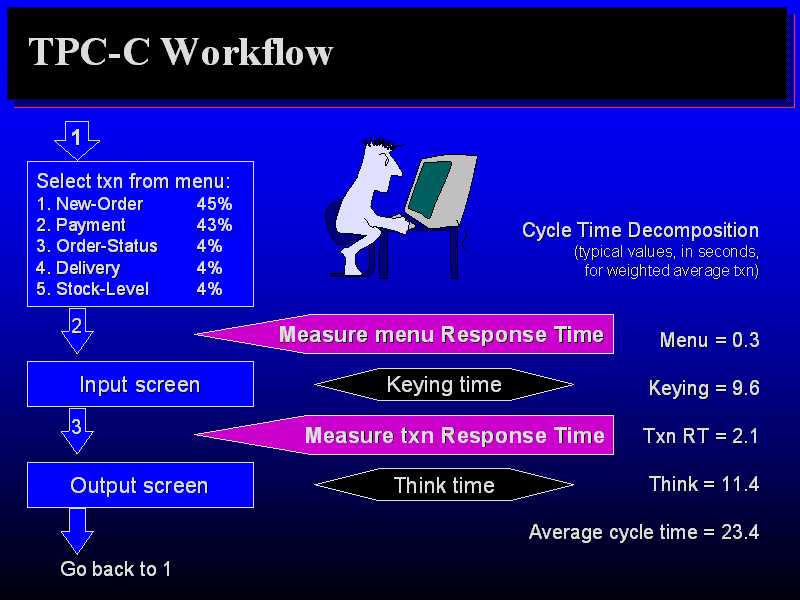 TPC-C Workflow
1
Select txn from menu:
1. New-Order 45%
2. Payment 43%
3. Order-Status 4%
4. Delivery 4%
5. Stock-Level 4%
Cycle Time Decomposition
(typical values, in seconds,
for weighted average txn)
2
Measure menu Response Time
Menu = 0.3
Input screen
Keying time
Keying = 9.6
3
Measure txn Response Time
Txn RT = 2.1
Output screen
Think time
Think = 11.4
Average cycle time = 23.4
Go back to 1